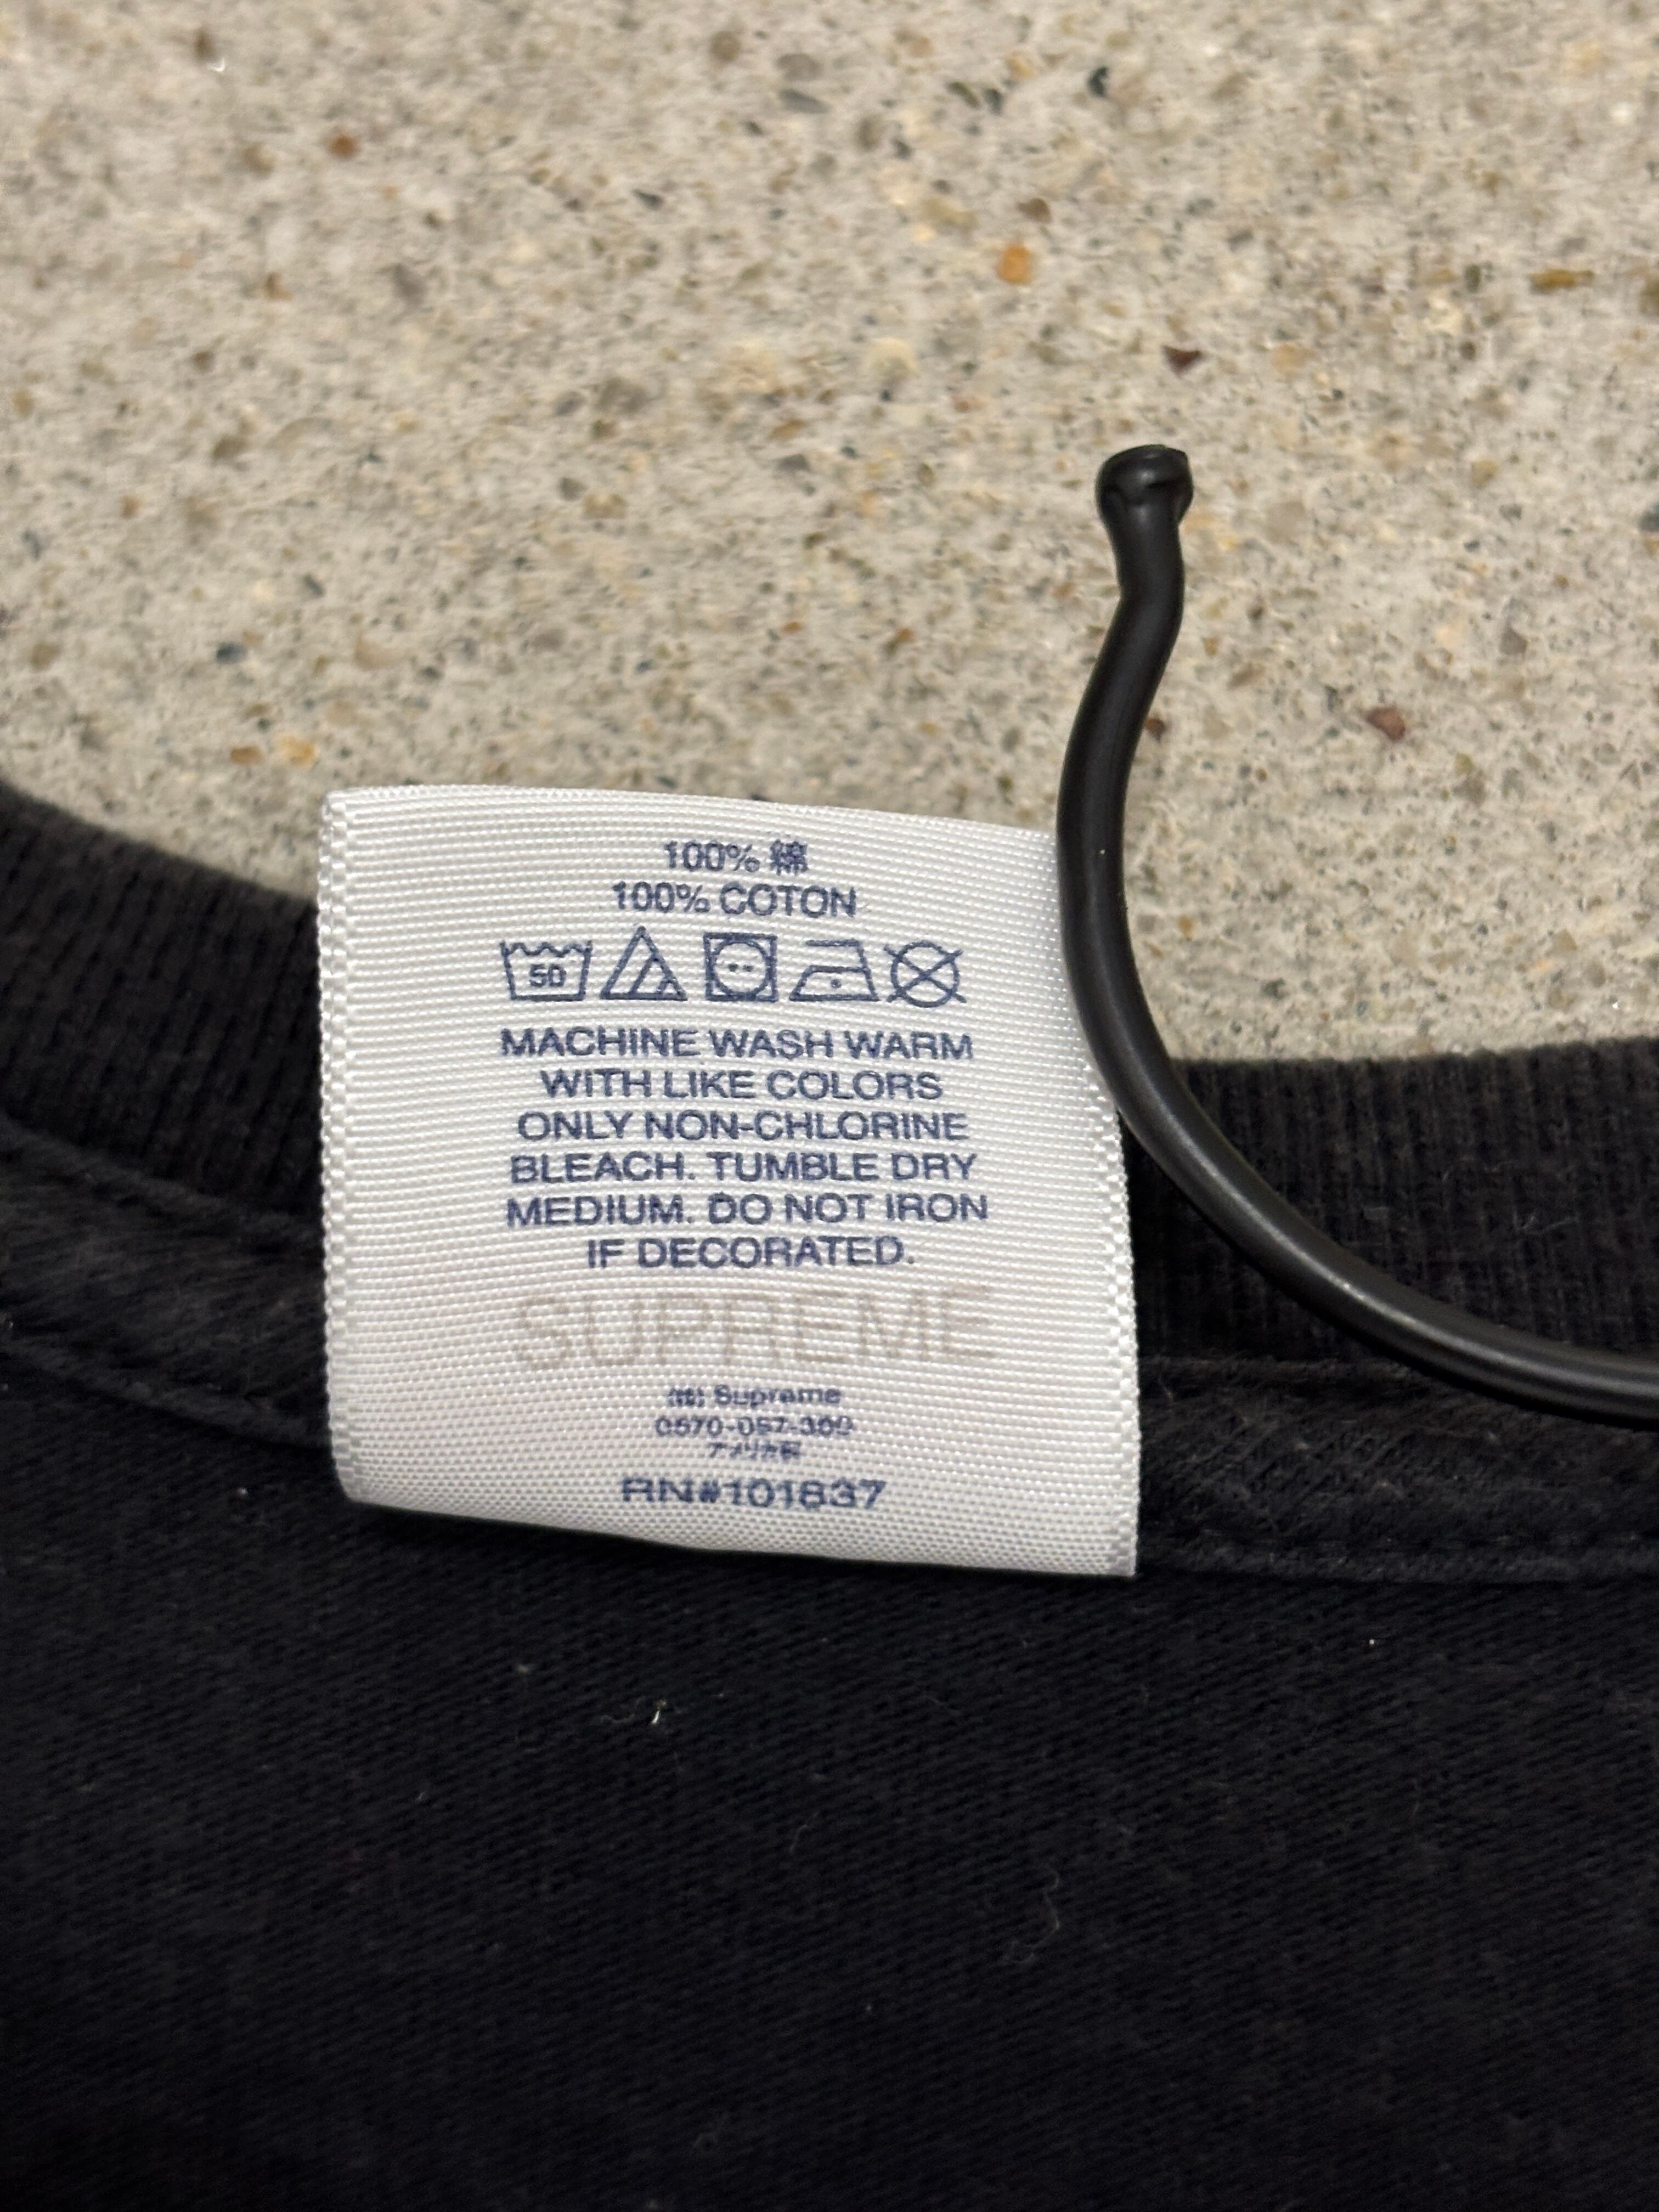 100% 綿
100% COTON
50
MACHINE WASH WARM
WITH LIKE COLORS
ONLY NON-CHLORINE
BLEACH. TUMBLE DRY
MEDIUM. DO NOT IRON
IF DECORATED.
SUPREME
(株) Supreme
0570-057-300
アメリカ製
RN#101837